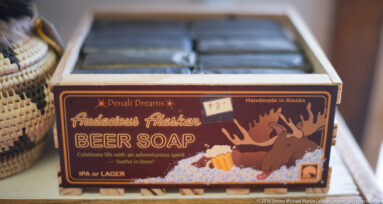 Denali Dreams
Handmade in Alaska
Audacious Alaskan
BEER SOAP
Celebrate life with an adventurous spirit
— bathe in beer!
IPA or LAGER